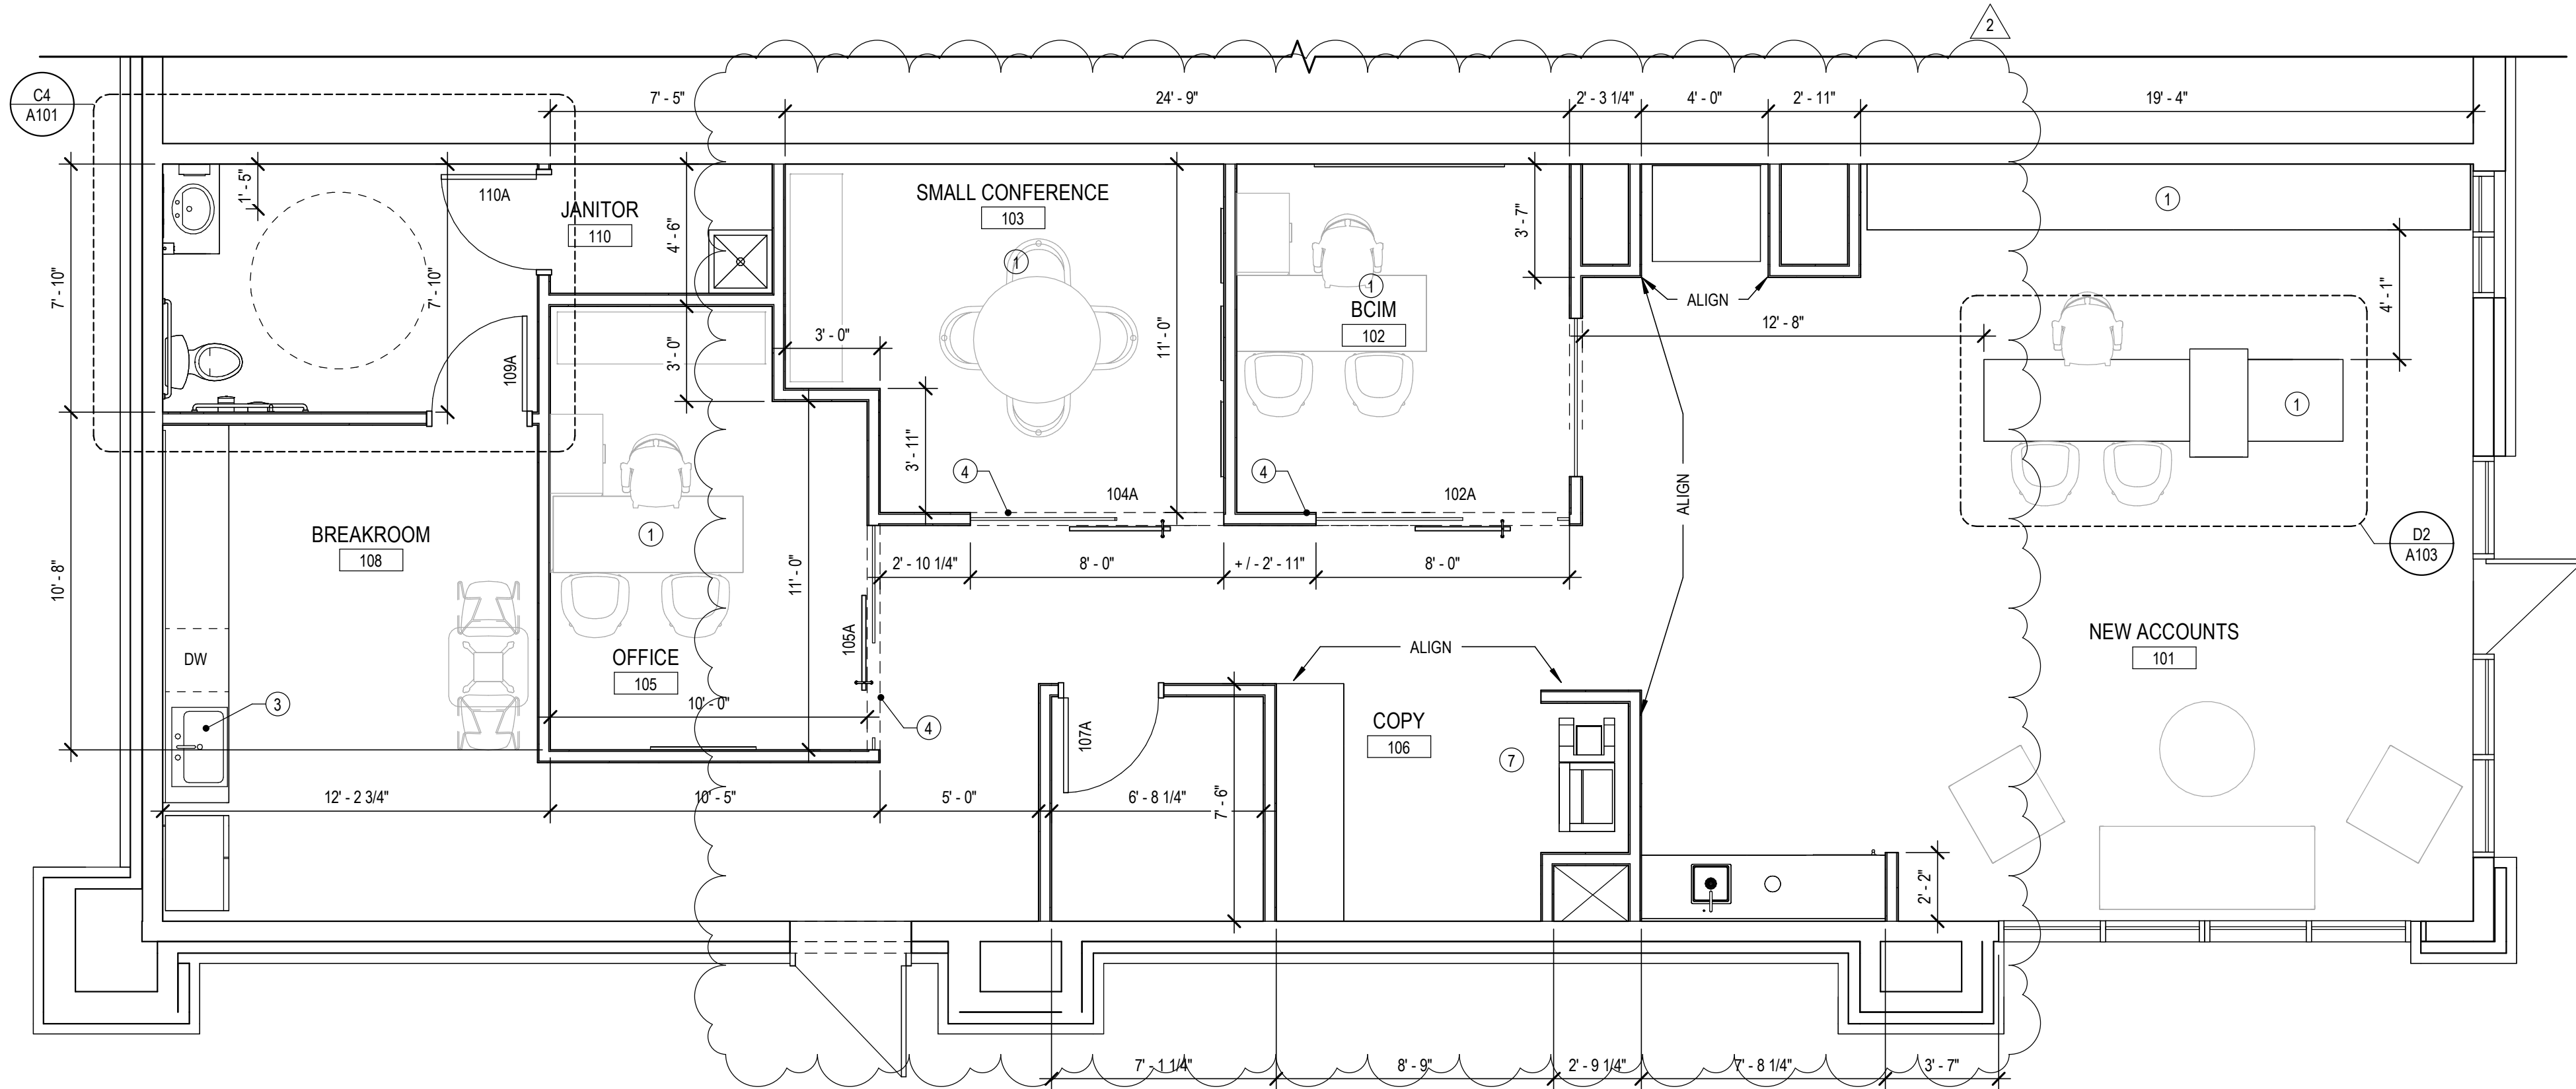 2
C4
A101
7' - 5"
24' - 9"
2' - 3 1/4"
4' - 0"
2' - 11"
19' - 4"
1' - 5"
110A
JANITOR
110
4' - 6"
SMALL CONFERENCE
103
1
3' - 7"
1
7' - 10"
7' - 10"
1
BCIM
102
ALIGN
4' - 1"
12' - 8"
3' - 0"
3' - 0"
11' - 0"
109A
1
3' - 11"
4
104A
4
102A
ALIGN
BREAKROOM
108
1
D2
A103
10' - 8"
11' - 0"
2' - 10 1/4"
8' - 0"
+ / - 2' - 11"
8' - 0"
NEW ACCOUNTS
101
DW
OFFICE
105
105A
ALIGN
3
10' - 0"
4
107A
COPY
106
7
12' - 2 3/4"
10' - 5"
5' - 0"
6' - 8 1/4"
7' - 6"
2' - 2"
7' - 1 1/4"
8' - 9"
2' - 9 1/4"
7' - 8 1/4"
3' - 7"